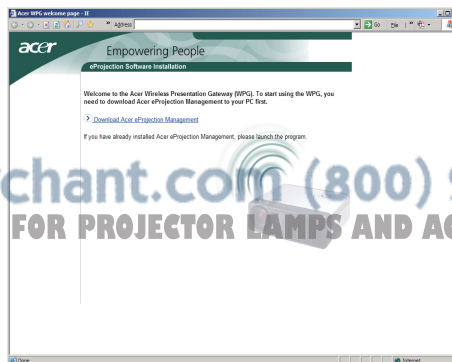 Acer WPG welcome page - IE
Address
Go
acer
Empowering People
eProjection Software Installation
Welcome to the Acer Wireless Presentation Gateway (WPG). To start using the WPG, you
need to download Acer eProjection Management to your PC first.
Download Acer eProjection Management
If you have already installed Acer eProjection Management, please launch the program.
chant.com (800)
FOR PROJECTOR LAMPS AND AC
Done
Internet